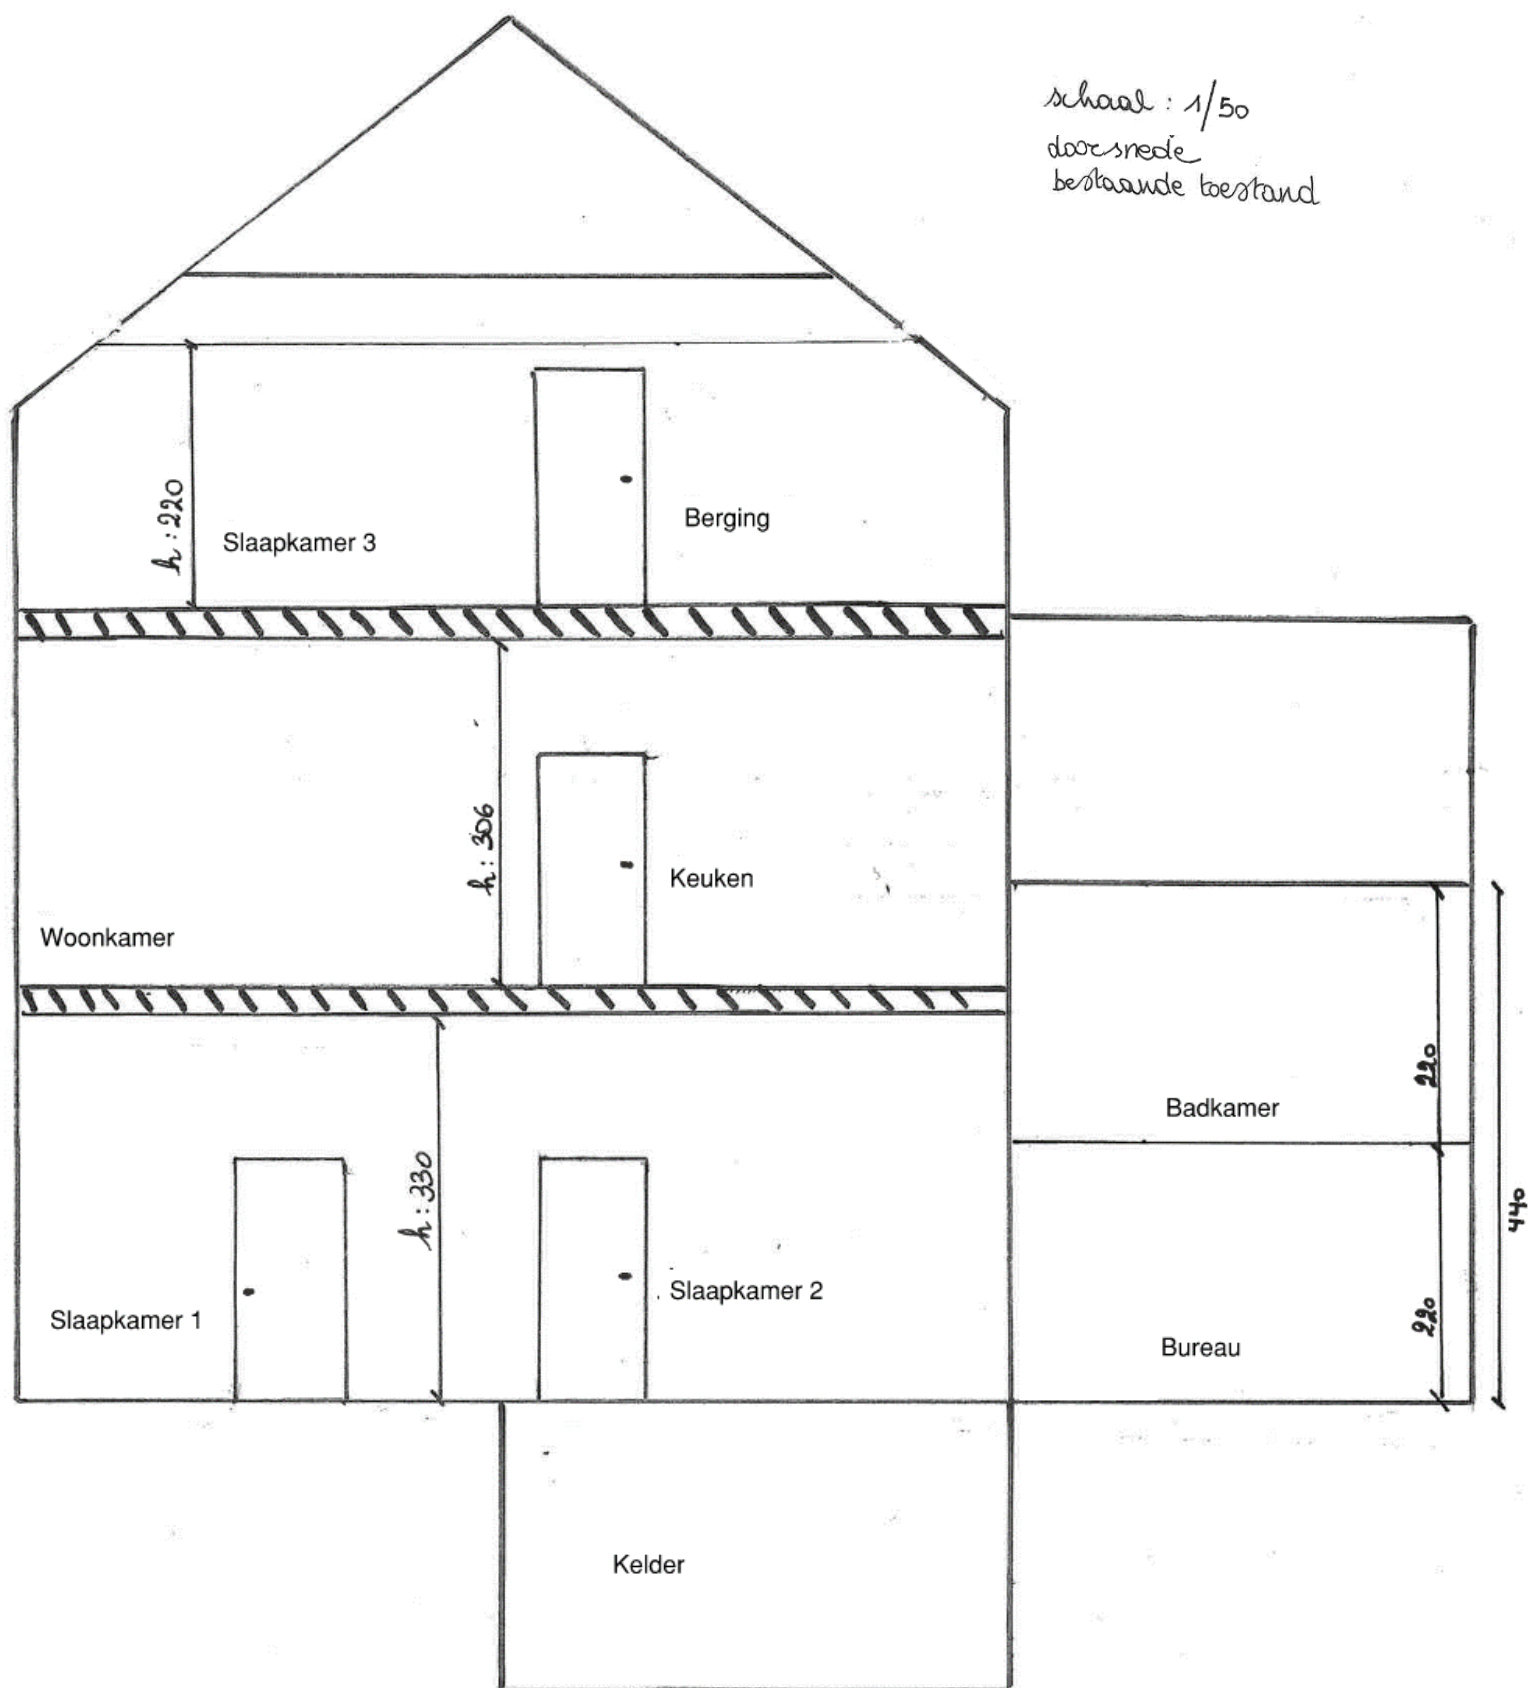 schaal : 1/50
doorsnede
bestaande toestand
h : 220
Slaapkamer 3
Berging
h : 306
Keuken
Woonkamer
220
Badkamer
h : 330
440
Slaapkamer 1
Slaapkamer 2
220
Bureau
Kelder